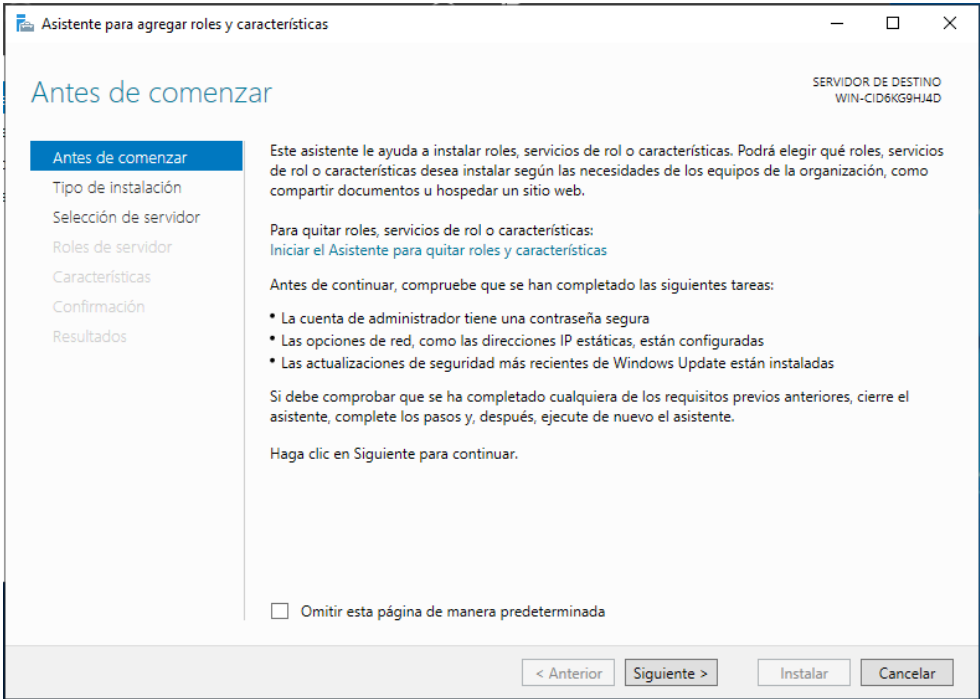 Asistente para agregar roles y características
Antes de comenzar
SERVIDOR DE DESTINO
WIN-CID6KG9HJ4D
Antes de comenzar
Tipo de instalación
Selección de servidor
Roles de servidor
Características
Confirmación
Resultados
Este asistente le ayuda a instalar roles, servicios de rol o características. Podrá elegir qué roles, servicios
de rol o características desea instalar según las necesidades de los equipos de la organización, como
compartir documentos u hospedar un sitio web.
Para quitar roles, servicios de rol o características:
Iniciar el Asistente para quitar roles y características
Antes de continuar, compruebe que se han completado las siguientes tareas:
• La cuenta de administrador tiene una contraseña segura
• Las opciones de red, como las direcciones IP estáticas, están configuradas
• Las actualizaciones de seguridad más recientes de Windows Update están instaladas
Si debe comprobar que se ha completado cualquiera de los requisitos previos anteriores, cierre el
asistente, complete los pasos y, después, ejecute de nuevo el asistente.
Haga clic en Siguiente para continuar.
Omitir esta página de manera predeterminada
< Anterior
Siguiente >
Instalar
Cancelar